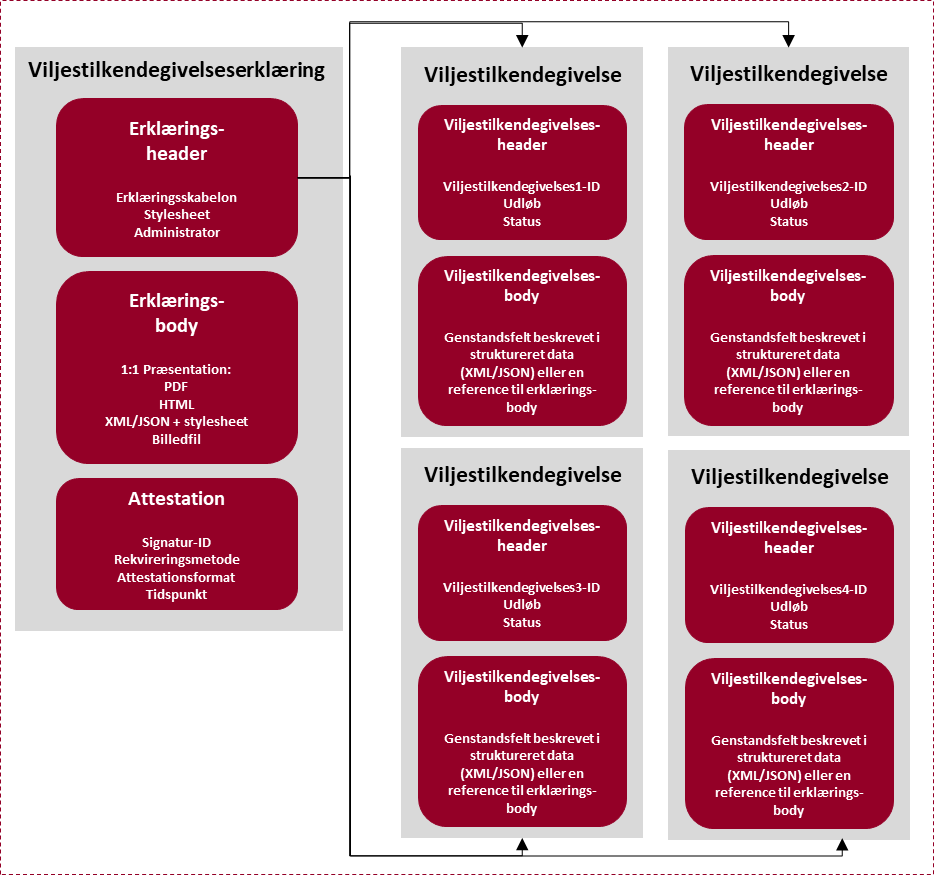 Viljestilkendegivelseserklæring
Erklærings-
header
Erklæringsskabelon
Stylesheet
Administrator
Erklærings-
body
1:1 Præsentation:
PDF
HTML
XML/JSON + stylesheet
Billedfil
Attestation
Signatur-ID
Rekvireringsmetode
Attestationsformat
Tidspunkt
Viljestilkendegivelse
Viljestilkendegivelses-
header
Viljestilkendegivelses1-ID
Udløb
Status
Viljestilkendegivelses-
body
Genstandsfelt beskrevet i
struktureret data
(XML/JSON) eller en
reference til erklærings-
body
Viljestilkendegivelse
Viljestilkendegivelses-
header
Viljestilkendegivelses2-ID
Udløb
Status
Viljestilkendegivelses-
body
Genstandsfelt beskrevet i
struktureret data
(XML/JSON) eller en
reference til erklærings-
body
Viljestilkendegivelse
Viljestilkendegivelses-
header
Viljestilkendegivelses3-ID
Udløb
Status
Viljestilkendegivelses-
body
Genstandsfelt beskrevet i
struktureret data
(XML/JSON) eller en
reference til erklærings-
body
Viljestilkendegivelse
Viljestilkendegivelses-
header
Viljestilkendegivelses4-ID
Udløb
Status
Viljestilkendegivelses-
body
Genstandsfelt beskrevet i
struktureret data
(XML/JSON) eller en
reference til erklærings-
body